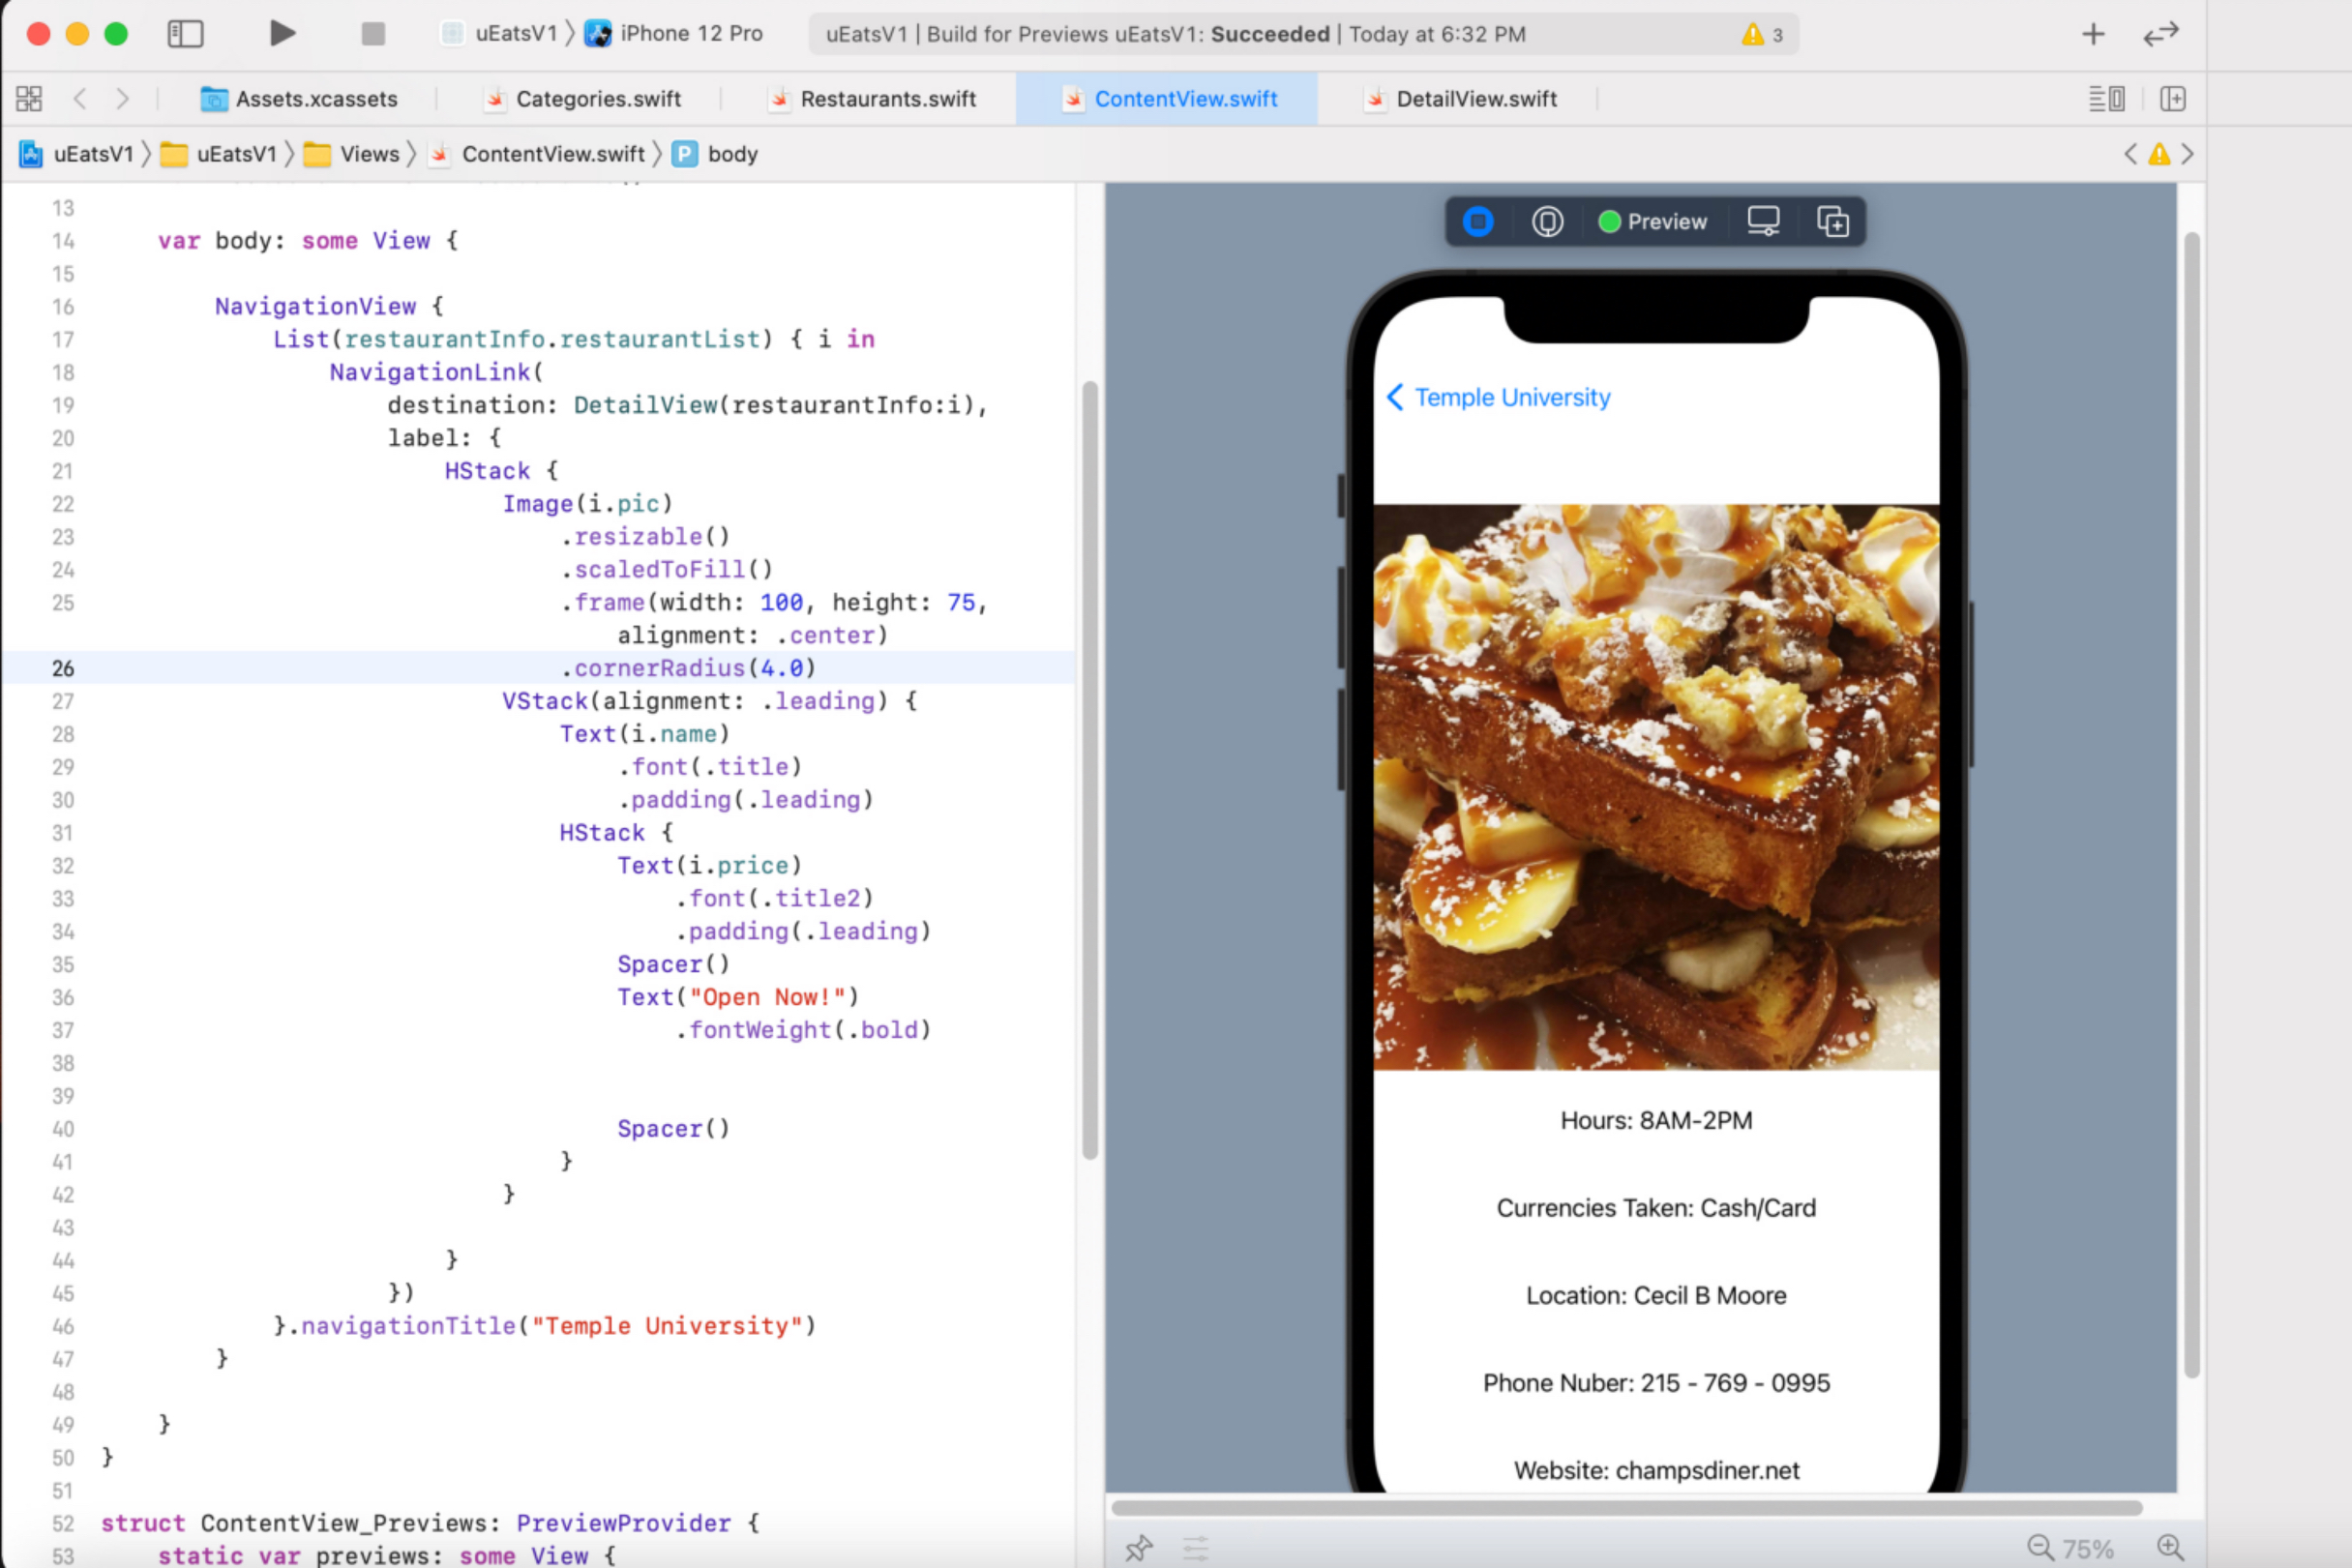 uEatsV1 iPhone 12 Pro uEatsV1 | Build for Previews uEatsV1: Succeeded | Today at 6:32 PM 3
Assets.xcassets Categories.swift Restaurants.swift ContentView.swift DetailView.swift
uEatsV1 uEatsV1 Views ContentView.swift P body
13
14 var body: some View {
15
16 NavigationView {
17 List(restaurantInfo.restaurantList) { i in
18 NavigationLink(
19 destination: DetailView(restaurantInfo:i),
20 label: {
21 HStack {
22 Image(i.pic)
23 .resizable()
24 .scaledToFill()
25 .frame(width: 100, height: 75,
alignment: .center)
26 .cornerRadius(4.0)
27 VStack(alignment: .leading) {
28 Text(i.name)
29 .font(.title)
30 .padding(.leading)
31 HStack {
32 Text(i.price)
33 .font(.title2)
34 .padding(.leading)
35 Spacer()
36 Text("Open Now!")
37 .fontWeight(.bold)
38
39
40 Spacer()
41 }
42 }
43
44 }
45 })
46 }.navigationTitle("Temple University")
47 }
48
49 }
50 }
51
52 struct ContentView_Previews: PreviewProvider {
53 static var previews: some View {
Preview
Temple University
Hours: 8AM-2PM
Currencies Taken: Cash/Card
Location: Cecil B Moore
Phone Nuber: 215 - 769 - 0995
Website: champsdiner.net
75%